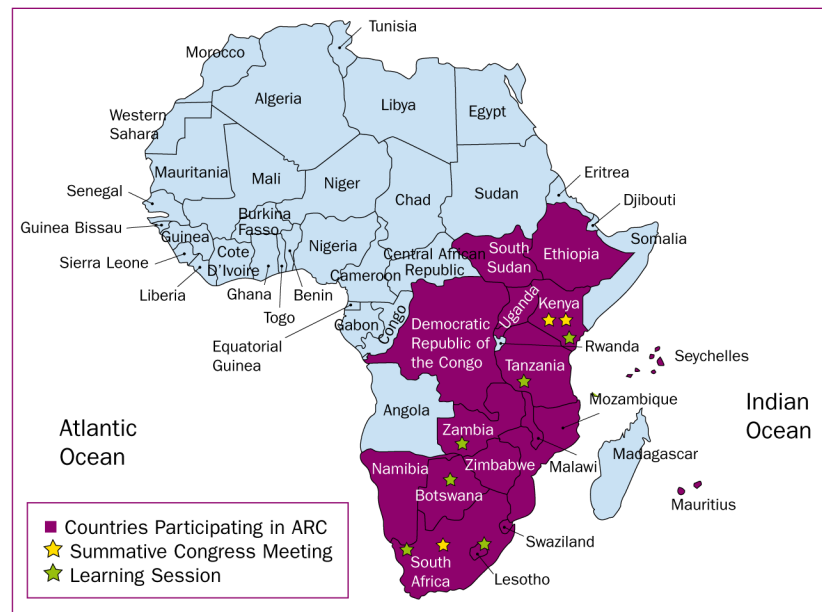 Tunisia
Morocco
Algeria
Libya
Egypt
Western
Sahara
Mauritania
Mali
Niger
Chad
Sudan
Eritrea
Djibouti
Senegal
Guinea Bissau
Guinea
Sierra Leone
Liberia
Cote
D'Ivoire
Burkina
Fasso
Ghana
Togo
Benin
Nigeria
Cameroon
Central African
Republic
South
Sudan
Ethiopia
Somalia
Equatorial
Guinea
Gabon
Congo
Democratic
Republic of
the Congo
Uganda
Kenya
Rwanda
Tanzania
Seychelles
Angola
Zambia
Mozambique
Malawi
Madagascar
Mauritius
Namibia
Zimbabwe
Botswana
Swaziland
South
Africa
Lesotho
Atlantic
Ocean
Indian
Ocean
Countries Participating in ARC
Summative Congress Meeting
Learning Session